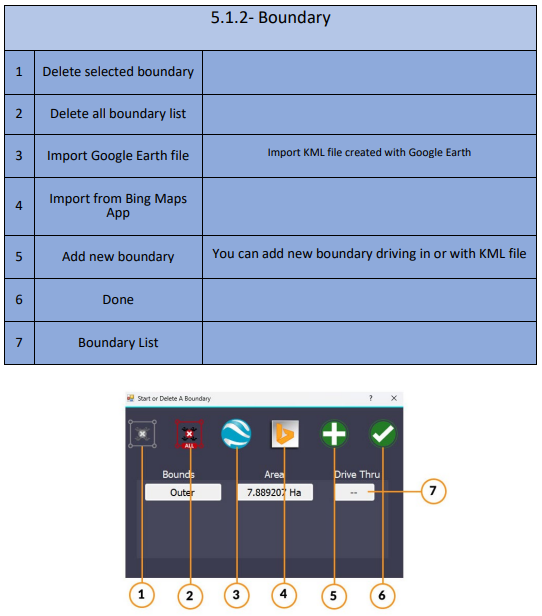 5.1.2- Boundary
1 Delete selected boundary
2 Delete all boundary list
3 Import Google Earth file Import KML file created with Google Earth
4 Import from Bing Maps
App
5 Add new boundary You can add new boundary driving in or with KML file
6 Done
7 Boundary List
Start or Delete A Boundary ? ×
ALL
Bounds Area Drive Thru
Outer 7.889207 Ha --
7
1 2 3 4 5 6